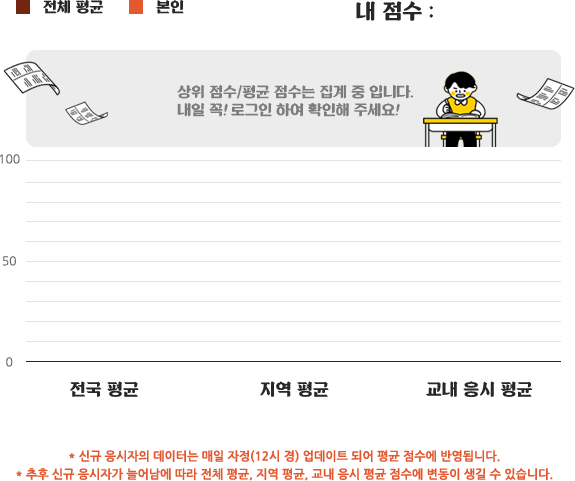 전체 평균 본인 내 점수 :
상위 점수/평균 점수는 집계 중 입니다.
내일 꼭! 로그인 하여 확인해 주세요!
100
50
0
전국 평균 지역 평균 교내 응시 평균
* 신규 응시자의 데이터는 매일 자정(12시 경) 업데이트 되어 평균 점수에 반영됩니다.
* 추후 신규 응시자가 늘어남에 따라 전체 평균, 지역 평균, 교내 응시 평균 점수에 변동이 생길 수 있습니다.